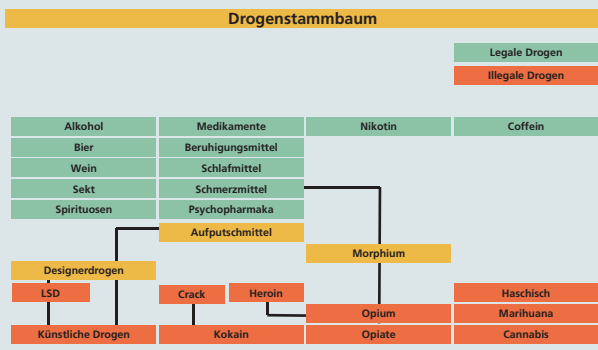 Drogenstammbaum
Legale Drogen
Illegale Drogen
Alkohol Medikamente Nikotin Coffein
Bier Beruhigungsmittel
Wein Schlafmittel
Sekt Schmerzmittel
Spirituosen Psychopharmaka
Aufputschmittel
Morphium
Designerdrogen
LSD Crack Heroin Haschisch
Opium Marihuana
Künstliche Drogen Kokain Opiate Cannabis